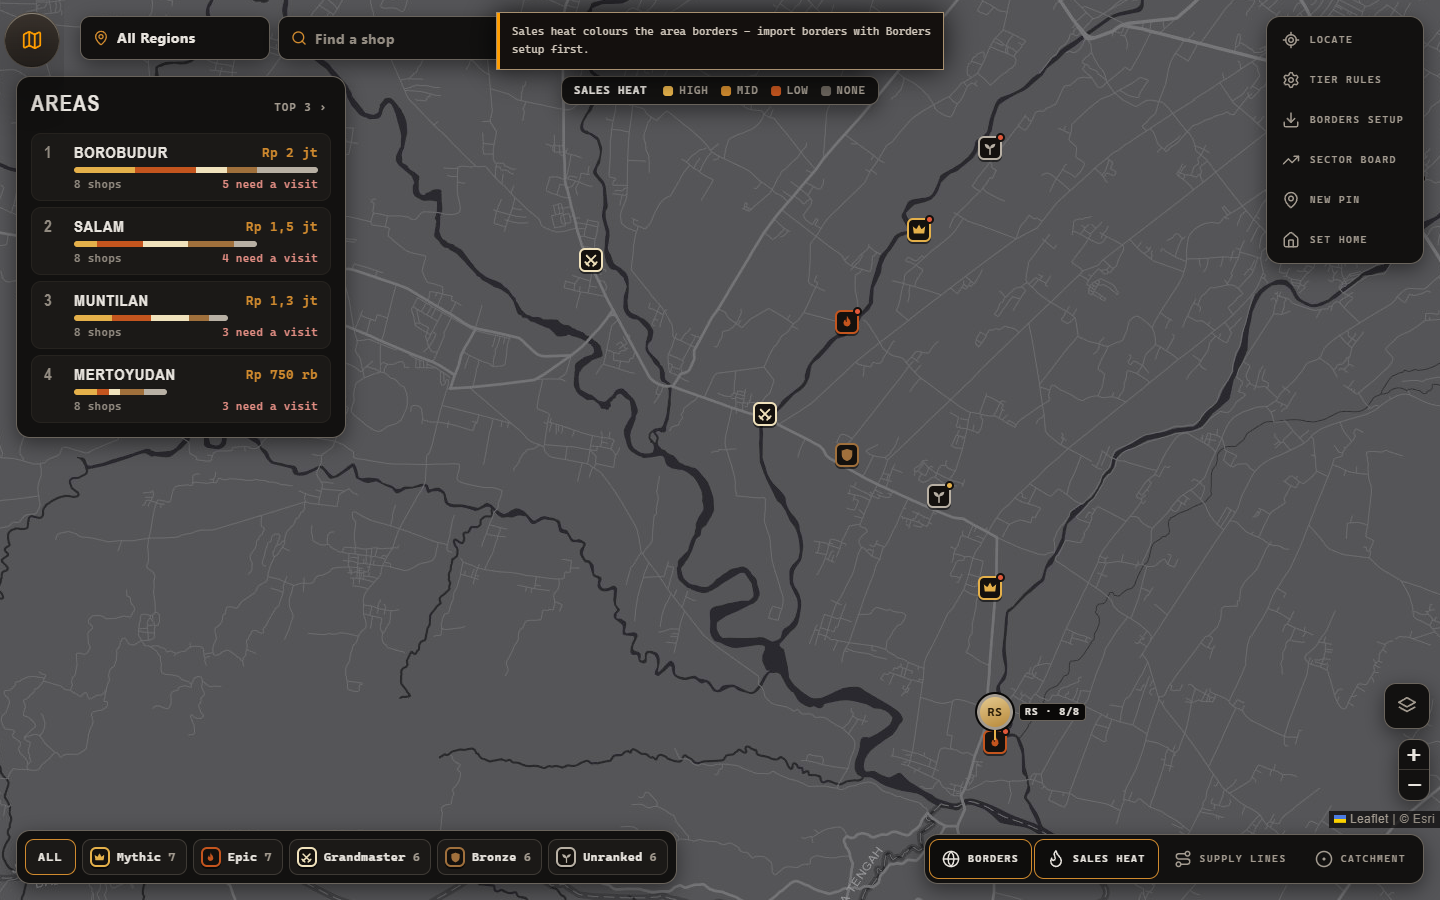 All Regions
Find a shop
Sales heat colours the area borders – import borders with Borders
setup first.
SALES HEAT HIGH MID LOW NONE
AREAS
TOP 3 ›
1 BOROBUDUR Rp 2 jt
8 shops 5 need a visit
2 SALAM Rp 1,5 jt
8 shops 4 need a visit
3 MUNTILAN Rp 1,3 jt
8 shops 3 need a visit
4 MERTOYUDAN Rp 750 rb
8 shops 3 need a visit
LOCATE
TIER RULES
BORDERS SETUP
SECTOR BOARD
NEW PIN
SET HOME
RS
RS · 8/8
+
−
Leaflet | © Esri
ALL Mythic 7 Epic 7 Grandmaster 6 Bronze 6 Unranked 6
BORDERS SALES HEAT SUPPLY LINES CATCHMENT
TENGAH